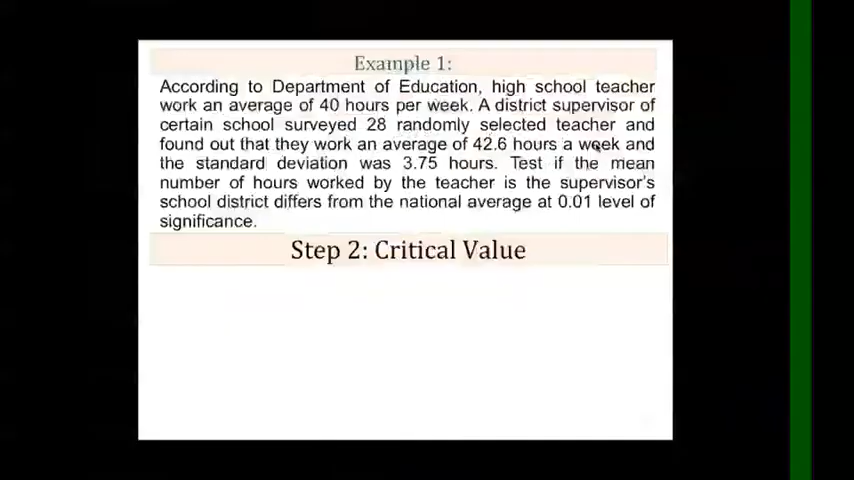 Example 1:
According to Department of Education, high school teacher
work an average of 40 hours per week. A district supervisor of
certain school surveyed 28 randomly selected teacher and
found out that they work an average of 42.6 hours a week and
the standard deviation was 3.75 hours. Test if the mean
number of hours worked by the teacher is the supervisor's
school district differs from the national average at 0.01 level of
significance.
Step 2: Critical Value